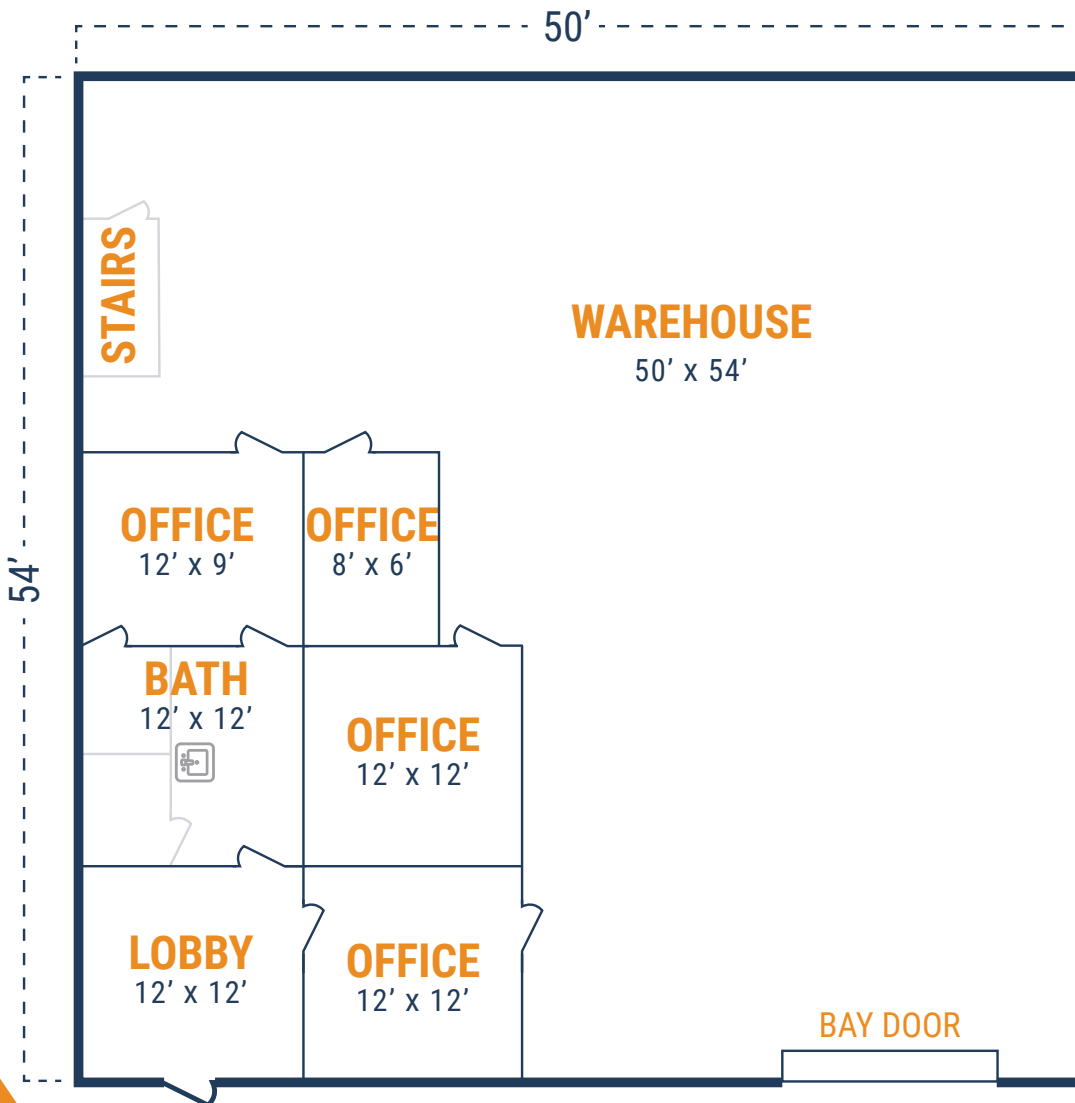 50’
STAIRS
WAREHOUSE
50’ x 54’
OFFICE
12’ x 9’
OFFICE
8’ x 6’
54’
BATH
12’ x 12’
OFFICE
12’ x 12’
LOBBY
12’ x 12’
OFFICE
12’ x 12’
BAY DOOR